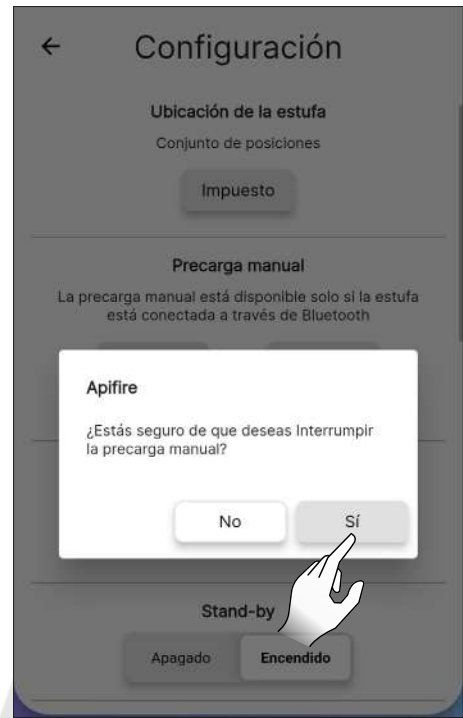 Configuración
Ubicación de la estufa
Conjunto de posiciones
Impuesto
Precarga manual
La precarga manual está disponible solo si la estufa
está conectada a través de Bluetooth
Apifire
¿Estás seguro de que deseas Interrumpir
la precarga manual?
No
Sí
Stand-by
Apagado
Encendido